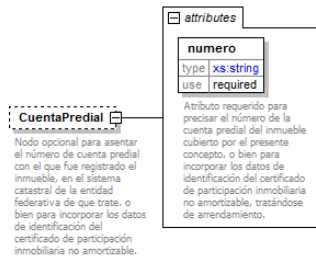 attributes
numero
type xs:string
use required
Atributo requerido para
precisar el número de la
cuenta predial del inmueble
cubierto por el presente
concepto, o bien para
incorporar los datos de
identificación del certificado
de participación inmobiliaria
no amortizable, tratándose
de arrendamiento.
CuentaPredial
Nodo opcional para asentar
el número de cuenta predial
con el que fue registrado el
inmueble, en el sistema
catastral de la entidad
federativa de que trate, o
bien para incorporar los datos
de identificación del
certificado de participación
inmobiliaria no amortizable.